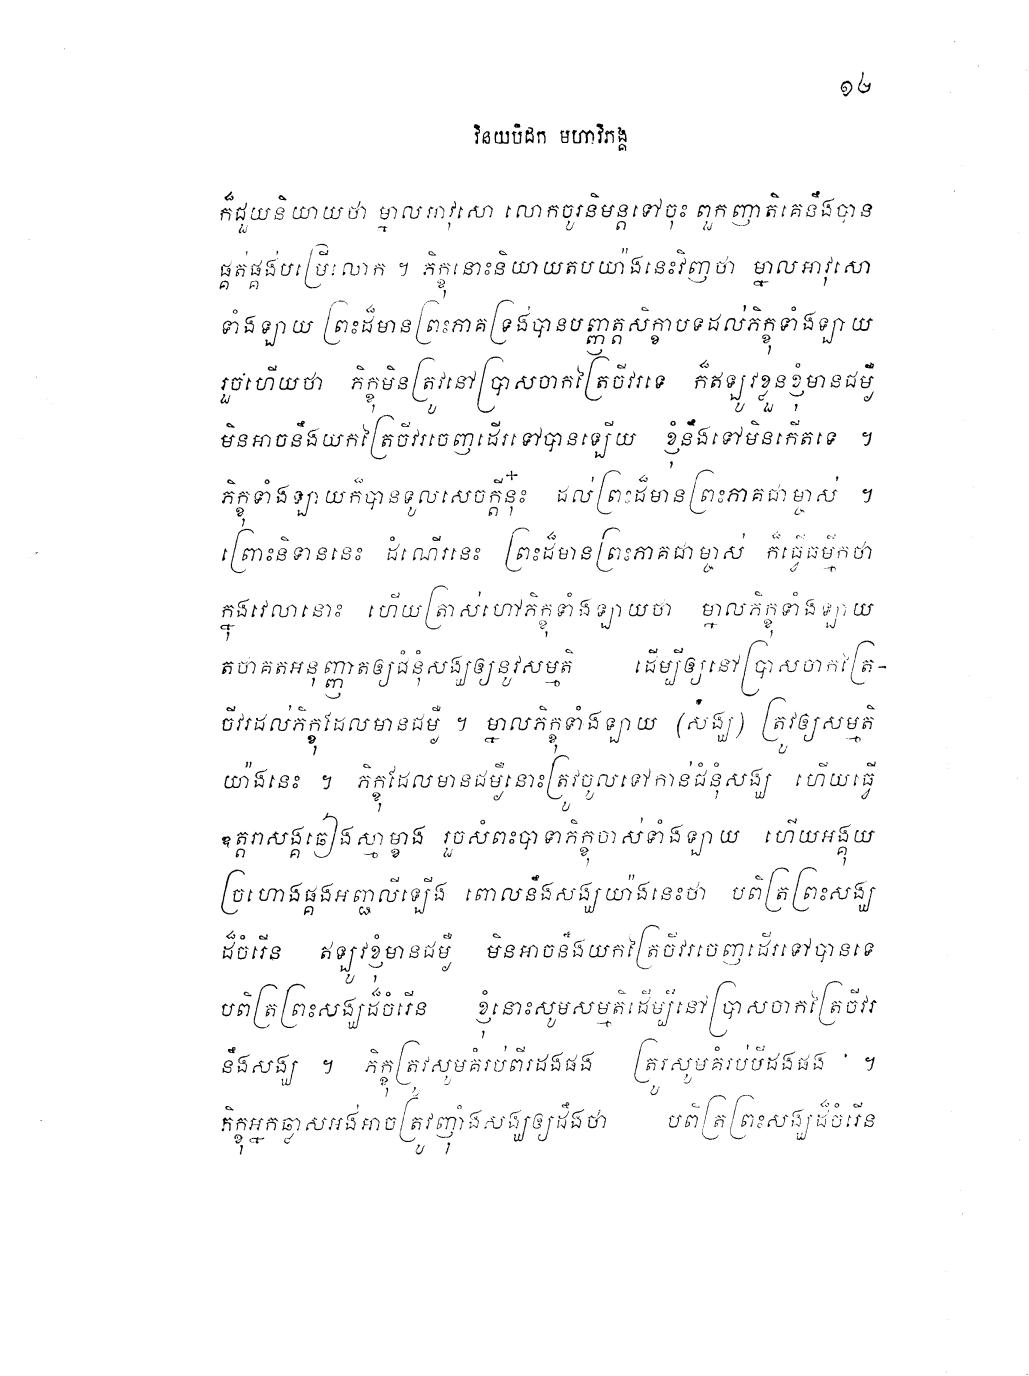 ១២
វិនយបិដក មហាវិភង្គ
ក៏ជួយនិយាយថា ម្នាលអាវុសោ លោកចូរនិមន្តទៅចុះ ពួកញាតិគេនឹងបាន
ផ្គត់ផ្គង់បម្រើលោក ។ ភិក្ខុនោះនិយាយតបយ៉ាងនេះវិញថា ម្នាលអាវុសោ
ទាំងឡាយ ព្រះដ៏មានព្រះភាគទ្រង់បានបញ្ញត្តសិក្ខាបទដល់ភិក្ខុទាំងឡាយ
រួច់ហើយថា ភិក្ខុមិនត្រូវនៅប្រាសចាកត្រៃចីវរទេ ក៏ឥឡូវខ្លួនខ្ញុំមានជម្ងឺ
មិនអាចនឹងយកត្រៃចីវរចេញដើរទៅបានឡើយ ខ្ញុំនឹងទៅមិនកើតទេ ។
ភិក្ខុទាំងឡាយក៏បានទូលសេចក្តីនុ៎ះ ដល់ព្រះដ៏មានព្រះភាគជាម្ចាស់ ។
ព្រោះនិទាននេះ ដំណើរនេះ ព្រះដ៏មានព្រះភាគជាម្ចាស់ ក៏ធ្វើធម្មីកថា
ក្នុងវេលានោះ ហើយត្រាស់ហៅភិក្ខុទាំងឡាយថា ម្នាលភិក្ខុទាំងឡាយ
តថាគតអនុញ្ញាតឲ្យជំនុំសង្ឃឲ្យនូវសម្មតិ ដើម្បីឲ្យនៅប្រាសចាកត្រៃ-
ចីវរដល់ភិក្ខុដែលមានជម្ងឺ ។ ម្នាលភិក្ខុទាំងឡាយ (សង្ឃ) ត្រូវឲ្យសម្មតិ
យ៉ាងនេះ ។ ភិក្ខុដែលមានជម្ងឺនោះត្រូវចូលទៅកាន់ជំនុំសង្ឃ ហើយធ្វើ
ឧត្តរាសង្គធៀងស្មាម្ខាង រួចសំពះបាទាភិក្ខុចាស់ទាំងឡាយ ហើយអង្គុយ
ច្រហោងផ្គងអញ្ជលីឡើង ពោលនឹងសង្ឃយ៉ាងនេះថា បពិត្រព្រះសង្ឃ
ដ៏ចំរើន ឥឡូវខ្ញុំមានជម្ងឺ មិនអាចនឹងយកត្រៃចីវរចេញដើរទៅបានទេ
បពិត្រព្រះសង្ឃដ៏ចំរើន ខ្ញុំនោះសូមសម្មតិដើម្បីនៅប្រាសចាកត្រៃចីវរ
នឹងសង្ឃ ។ ភិក្ខុត្រូវសូមគំរប់ពីរដងផង ត្រូវសូមគំរប់បីដងផង ។
ភិក្ខុអ្នកឆ្លាសអង់អាចត្រូវញ៉ាំងសង្ឃឲ្យដឹងថា បពិត្រព្រះសង្ឃដ៏ចំរើន